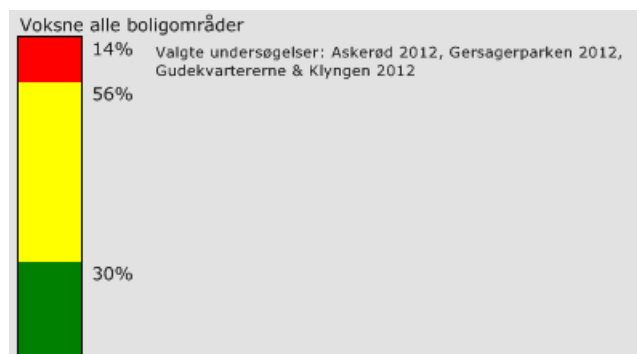 Voksne alle boligområder
14%
Valgte undersøgelser: Askerød 2012, Gersagerparken 2012,
Gudekvartererne & Klyngen 2012
56%
30%